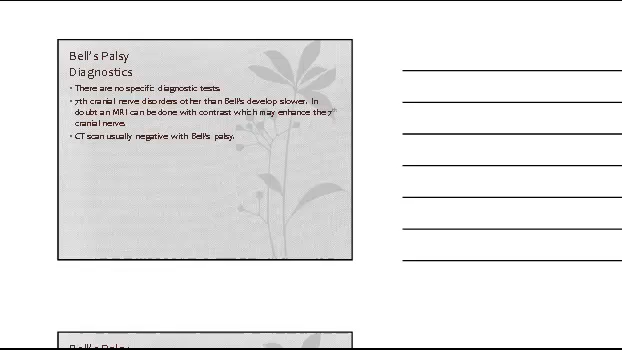 Bell's Palsy
Diagnostics
• There are no specific diagnostic tests.
• 7th cranial nerve disorders other than Bell's develop slower. In
doubt an MRI can be done with contrast which may enhance the 7th
cranial nerve.
• CT scan usually negative with Bell's palsy.
Bell's Palsy